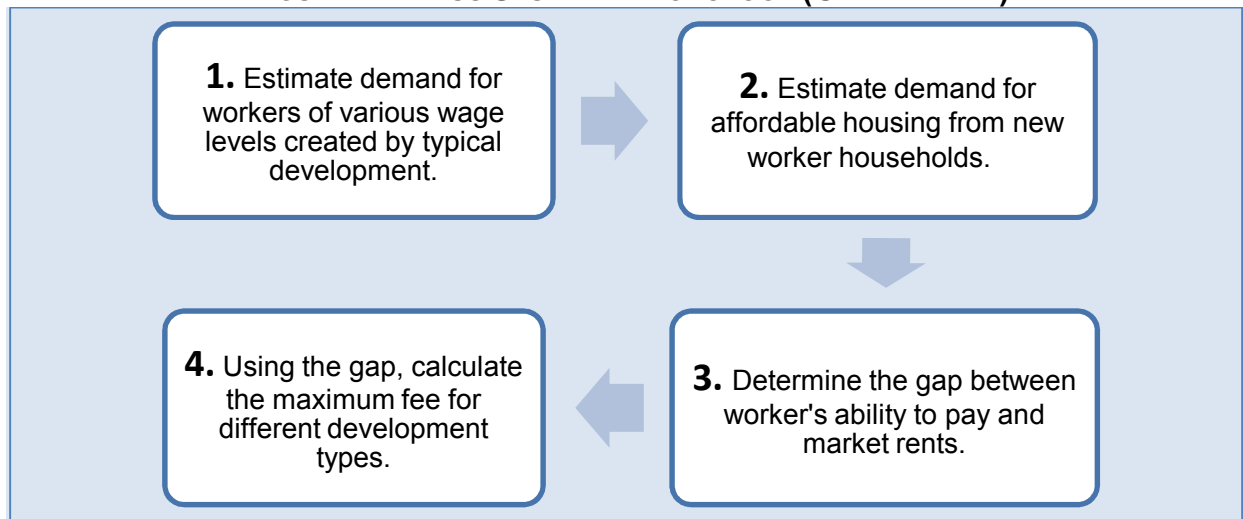 1. Estimate demand for
workers of various wage
levels created by typical
development.
2. Estimate demand for
affordable housing from new
worker households.
3. Determine the gap between
worker's ability to pay and
market rents.
4. Using the gap, calculate
the maximum fee for
different development
types.